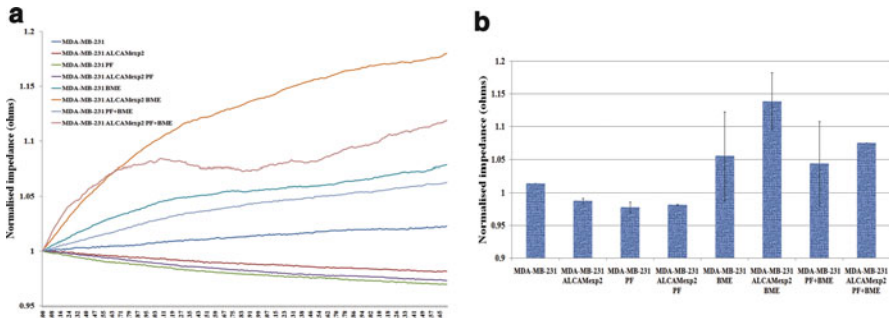 a
1.2
1.15
1.1
1.05
1
0.95
Normalised impedance (ohms)
MDA-MB-231
MDA-MB-231 ALCAMexp2
MDA-MB-231 PF
MDA-MB-231 ALCAMexp2 PF
MDA-MB-231 BME
MDA-MB-231 ALCAMexp2 BME
MDA-MB-231 PF+BME
MDA-MB-231 ALCAMexp2 PF+BME
b
1.2
1.15
1.1
1.05
1
0.95
0.9
Normalised impedance (ohms)
MDA-MB-231
MDA-MB-231 ALCAMexp2
MDA-MB-231 PF
MDA-MB-231 ALCAMexp2 PF
MDA-MB-231 BME
MDA-MB-231 ALCAMexp2 BME
MDA-MB-231 PF+BME
MDA-MB-231 ALCAMexp2 PF+BME